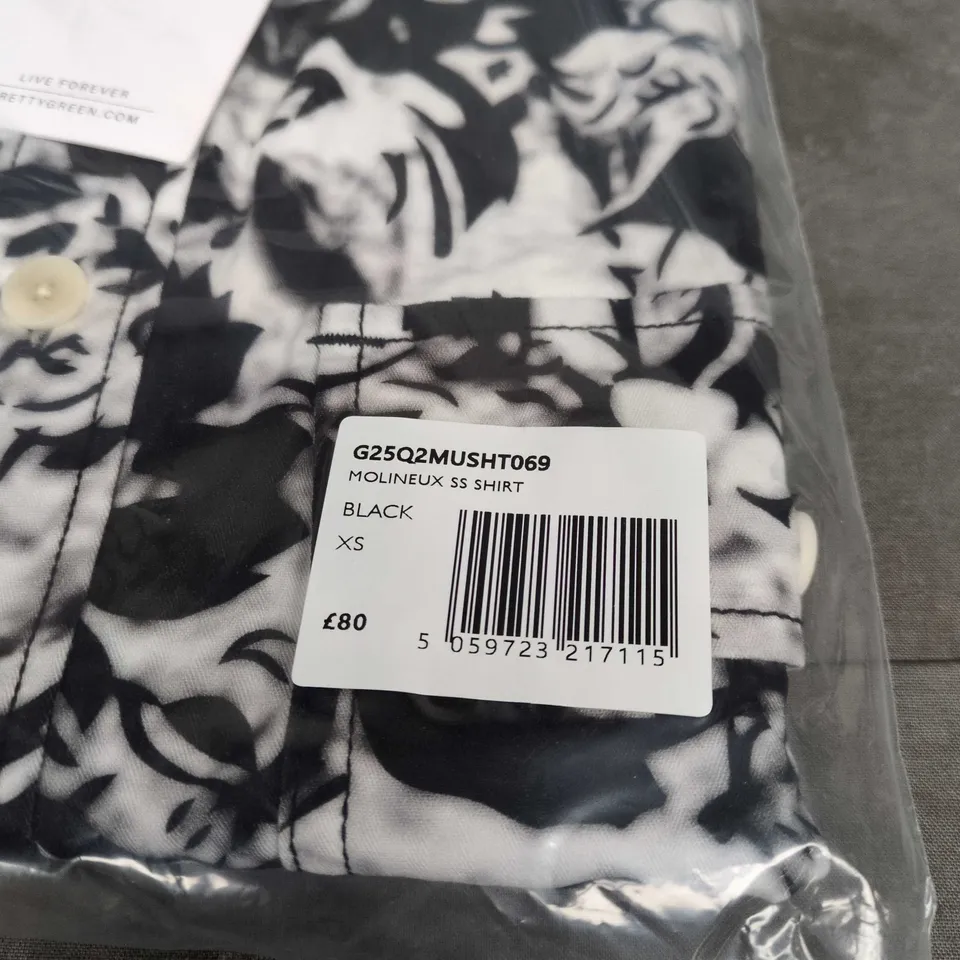 LIVE FOREVER
RETTYGREEN.COM
G25Q2MUSHT069
MOLINEUX SS SHIRT
BLACK
XS
£80
5 059723 217115